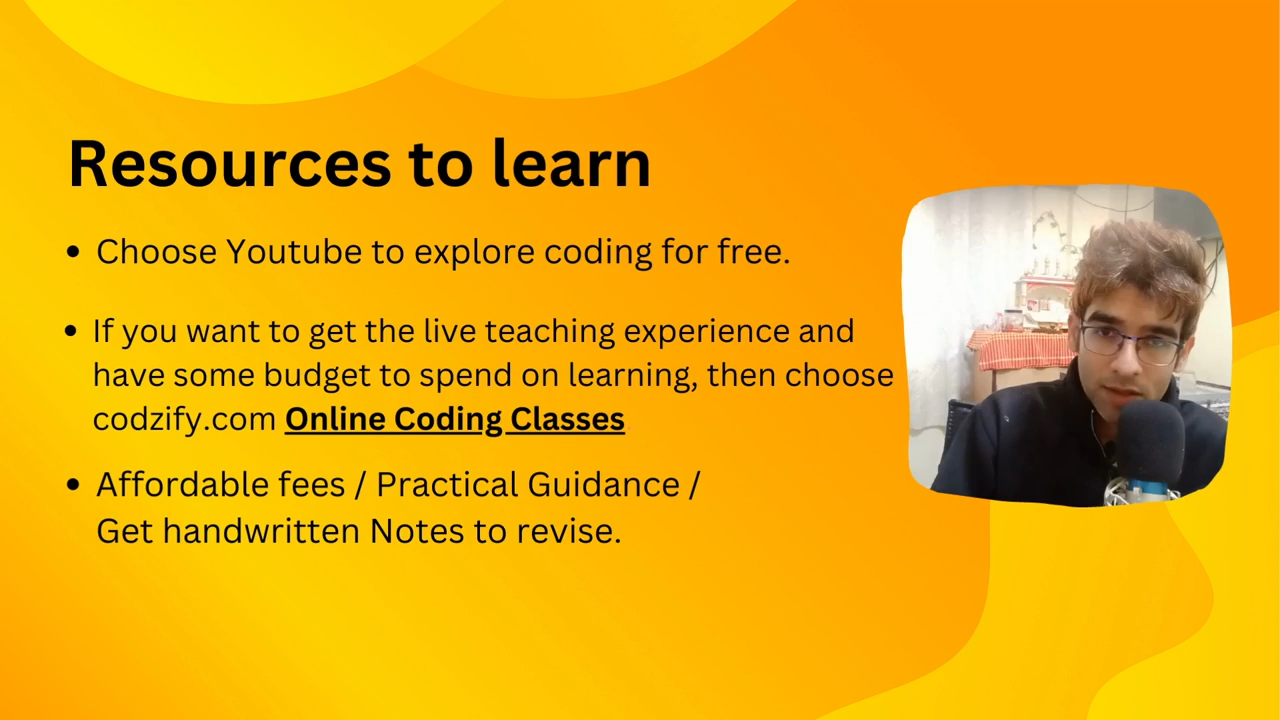 Resources to learn
• Choose Youtube to explore coding for free.
• If you want to get the live teaching experience and
have some budget to spend on learning, then choose
codzify.com Online Coding Classes
• Affordable fees / Practical Guidance /
Get handwritten Notes to revise.